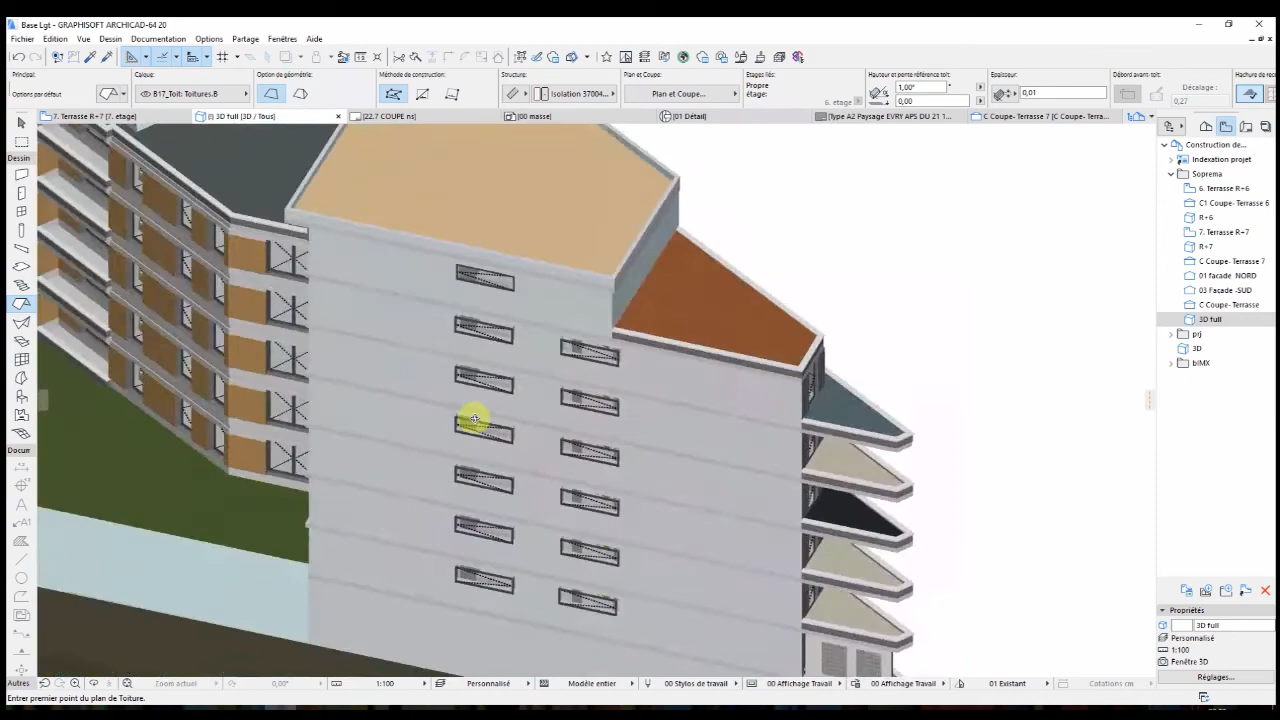 Base Lgt - GRAPHISOFT ARCHICAD-64 20
Fichier Edition Vue Dessin Documentation Options Partage Fenêtres Aide
Principal: Calque: Option de géométrie: Méthode de construction: Structure: Plan et Coupe: Etages liés: Hauteur et pente référence toit: Epaisseur: Débord avant-toit: Hachure de reco
Options par défaut B17_Toit: Toitures.B Isolation 37004... Plan et Coupe... Propre étage: 6. etage 1,00° 0,00 0,01 Décalage : 0,27
7. Terrasse R+7 [7. etage] (!) 3D full [3D / Tous] [22.7 COUPE ns] [00 masse] [01 Détail] [Type A2 Paysage EVRY APS DU 21 1... C Coupe- Terrasse 7 [C Coupe- Terra...
Construction de...
Indexation projet
Soprema
6. Terrasse R+6
C1 Coupe- Terrasse 6
R+6
7. Terrasse R+7
R+7
C Coupe- Terrasse 7
01 facade NORD
03 Facade -SUD
C Coupe- Terrasse
3D full
prj
3D
bIMX
Dessin
Docum
Autres
Propriétés
3D full
Personnalisé
1:100
Fenêtre 3D
Réglages...
Zoom actuel 0,00° 1:100 Personnalisé Modèle entier 00 Stylos de travail 00 Affichage Travail 00 Affichage Travail 01 Existant Cotations cm
Entrer premier point du plan de Toiture.